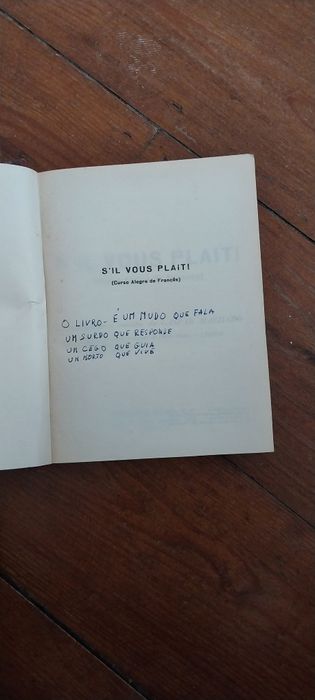 S'IL VOUS PLAIT!
(Curso Alegre de Francês)
O LIVRO - É UM MUDO QUE FALA
UM SURDO QUE RESPONDE
UM CEGO QUE GUIA
UM MORTO QUE VIVE